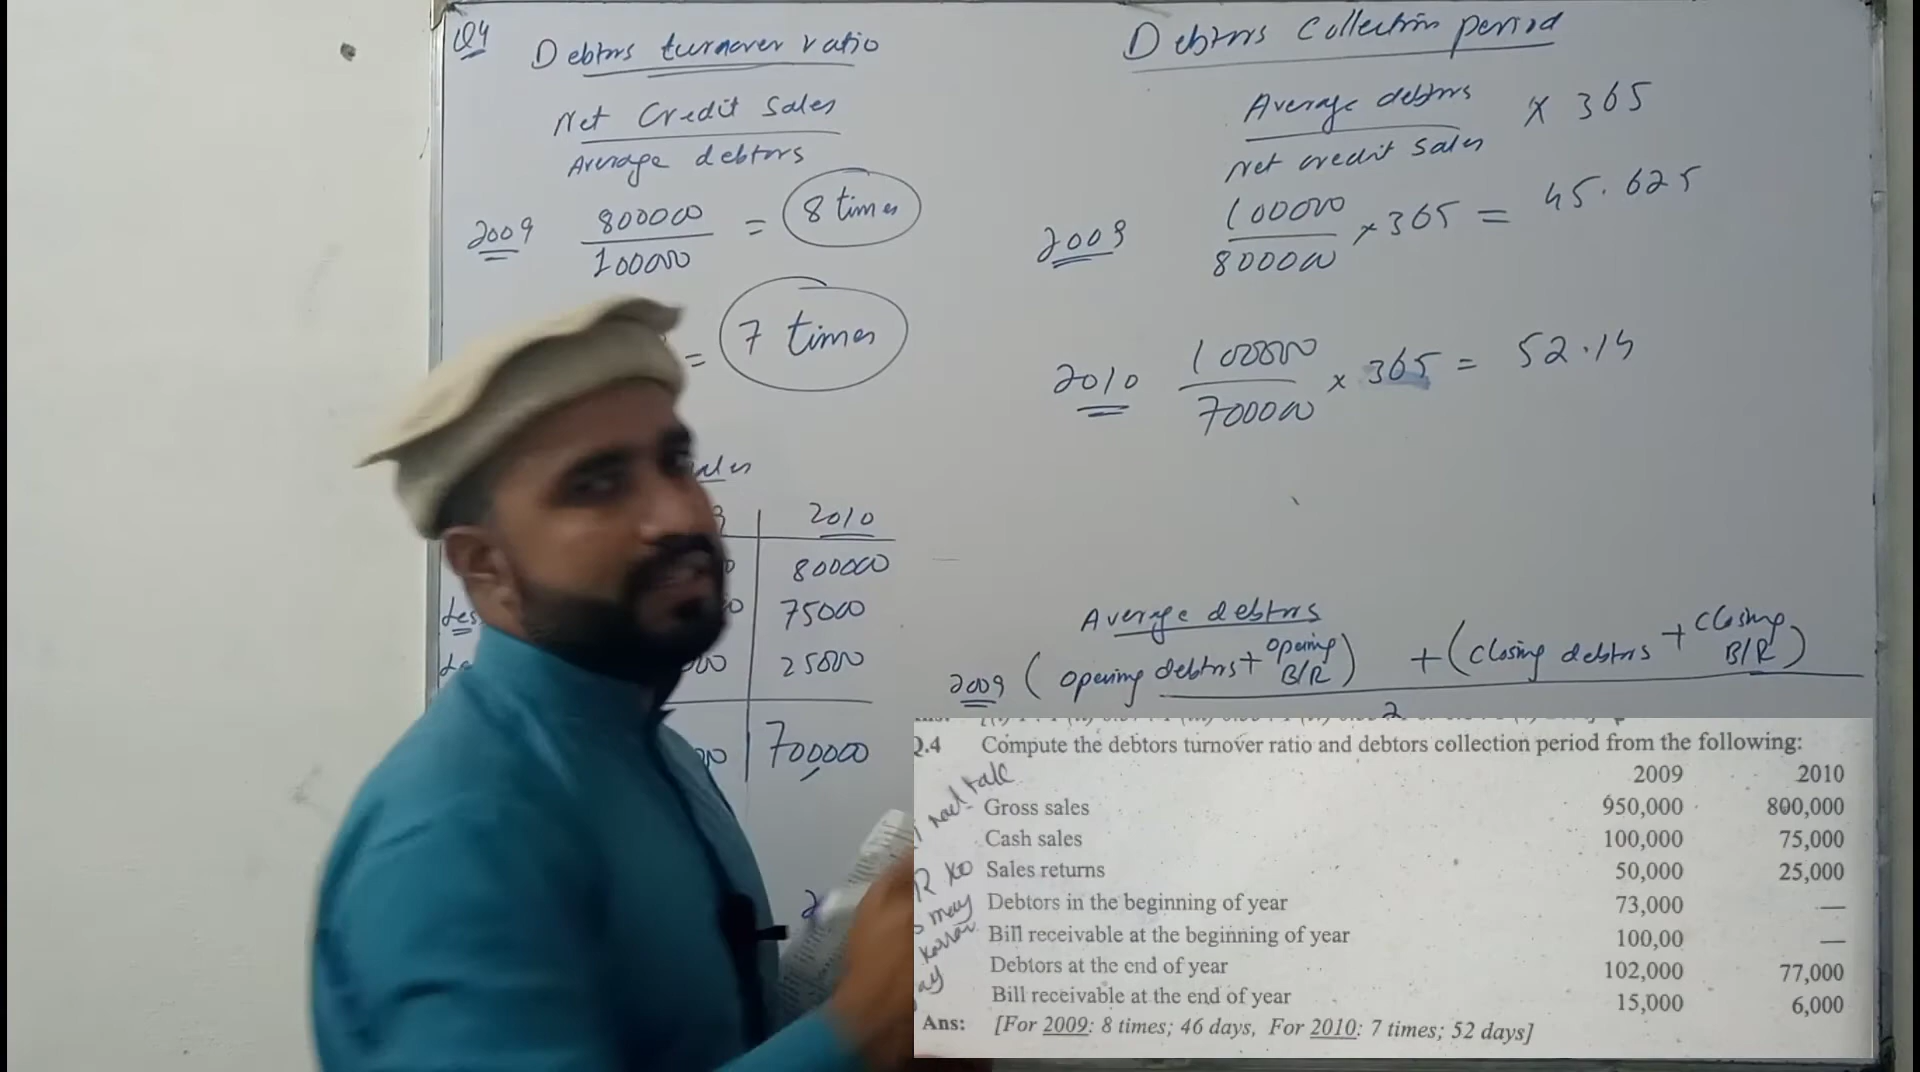 Q4
Debtors turnover ratio
Net Credit Sales
Average debtors
2009 800000 = 8 times
100000
= 7 times
2010
800000
75000
25000
700000
Debtors Collection period
Average debtors × 365
Net credit sales
2009 100000 × 365 = 45.625
800000
2010 100000 × 365 = 52.14
700000
Average debtors
2009 (opening debtors + opening B/R) + (closing debtors + closing B/R)
2
Q.4 Compute the debtors turnover ratio and debtors collection period from the following:
2009 2010
Gross sales 950,000 800,000
Cash sales 100,000 75,000
Sales returns 50,000 25,000
Debtors in the beginning of year 73,000 —
Bill receivable at the beginning of year 100,00 —
Debtors at the end of year 102,000 77,000
Bill receivable at the end of year 15,000 6,000
Ans: [For 2009: 8 times; 46 days, For 2010: 7 times; 52 days]